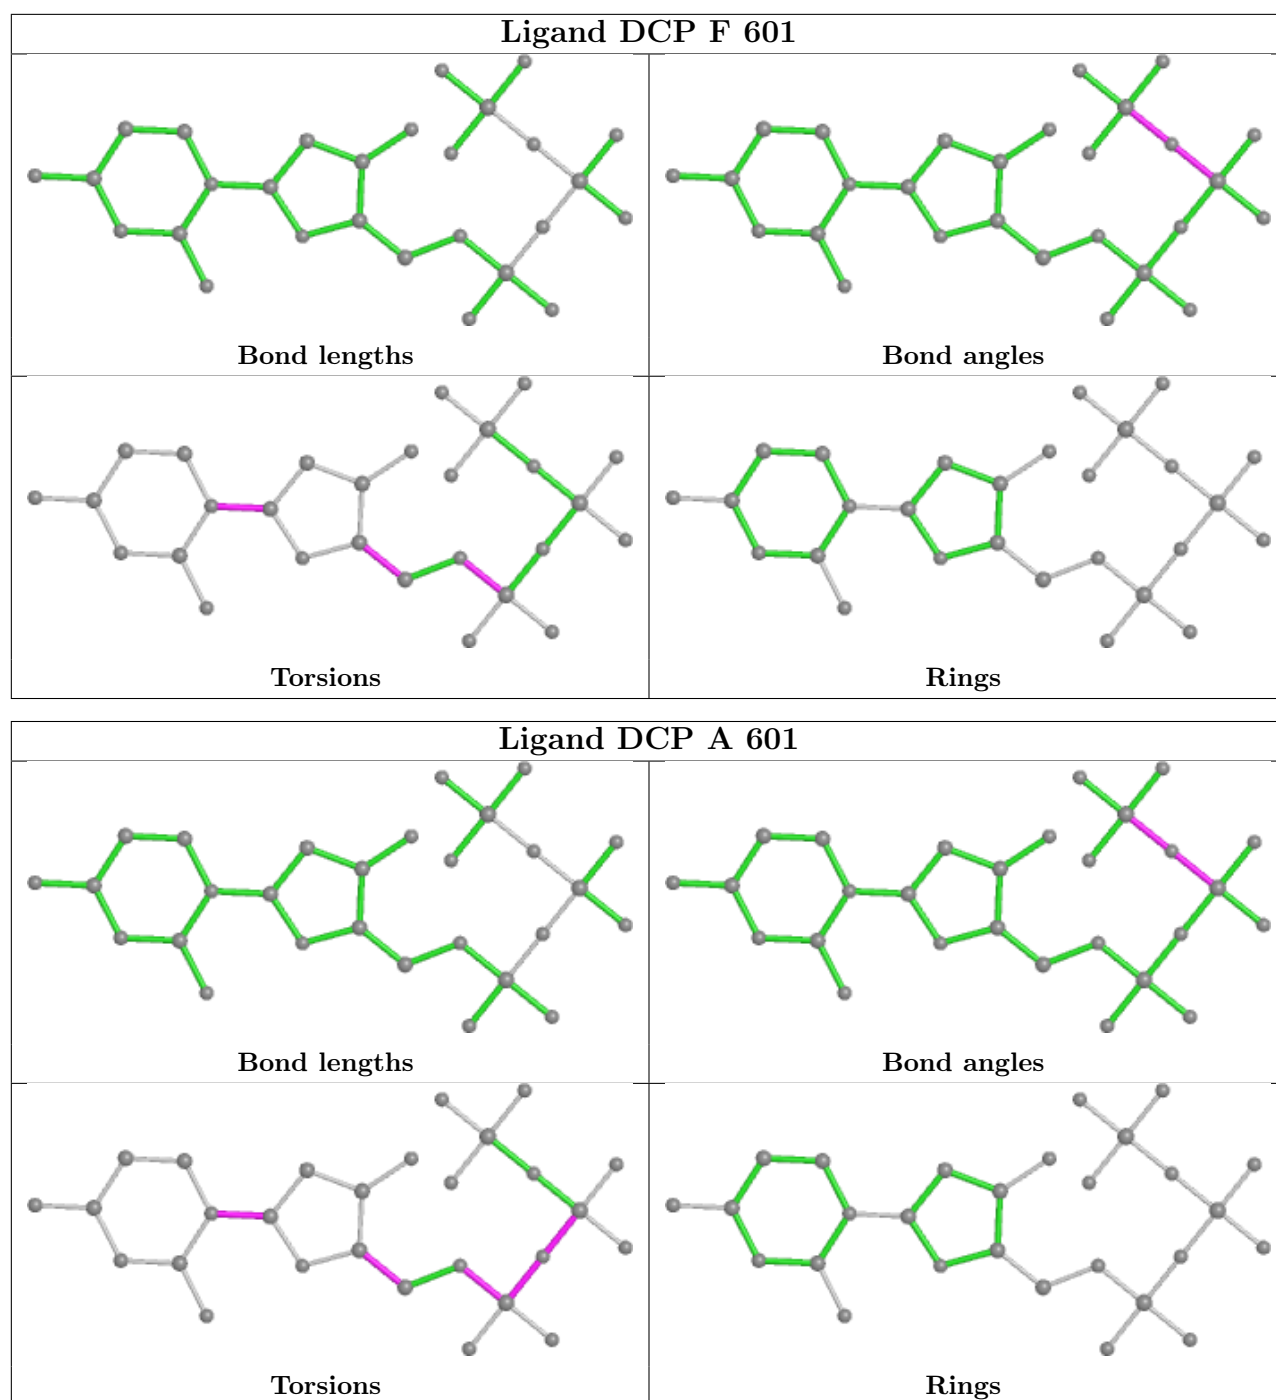 Ligand DCP F 601
Bond lengths
Bond angles
Torsions
Rings
Ligand DCP A 601
Bond lengths
Bond angles
Torsions
Rings